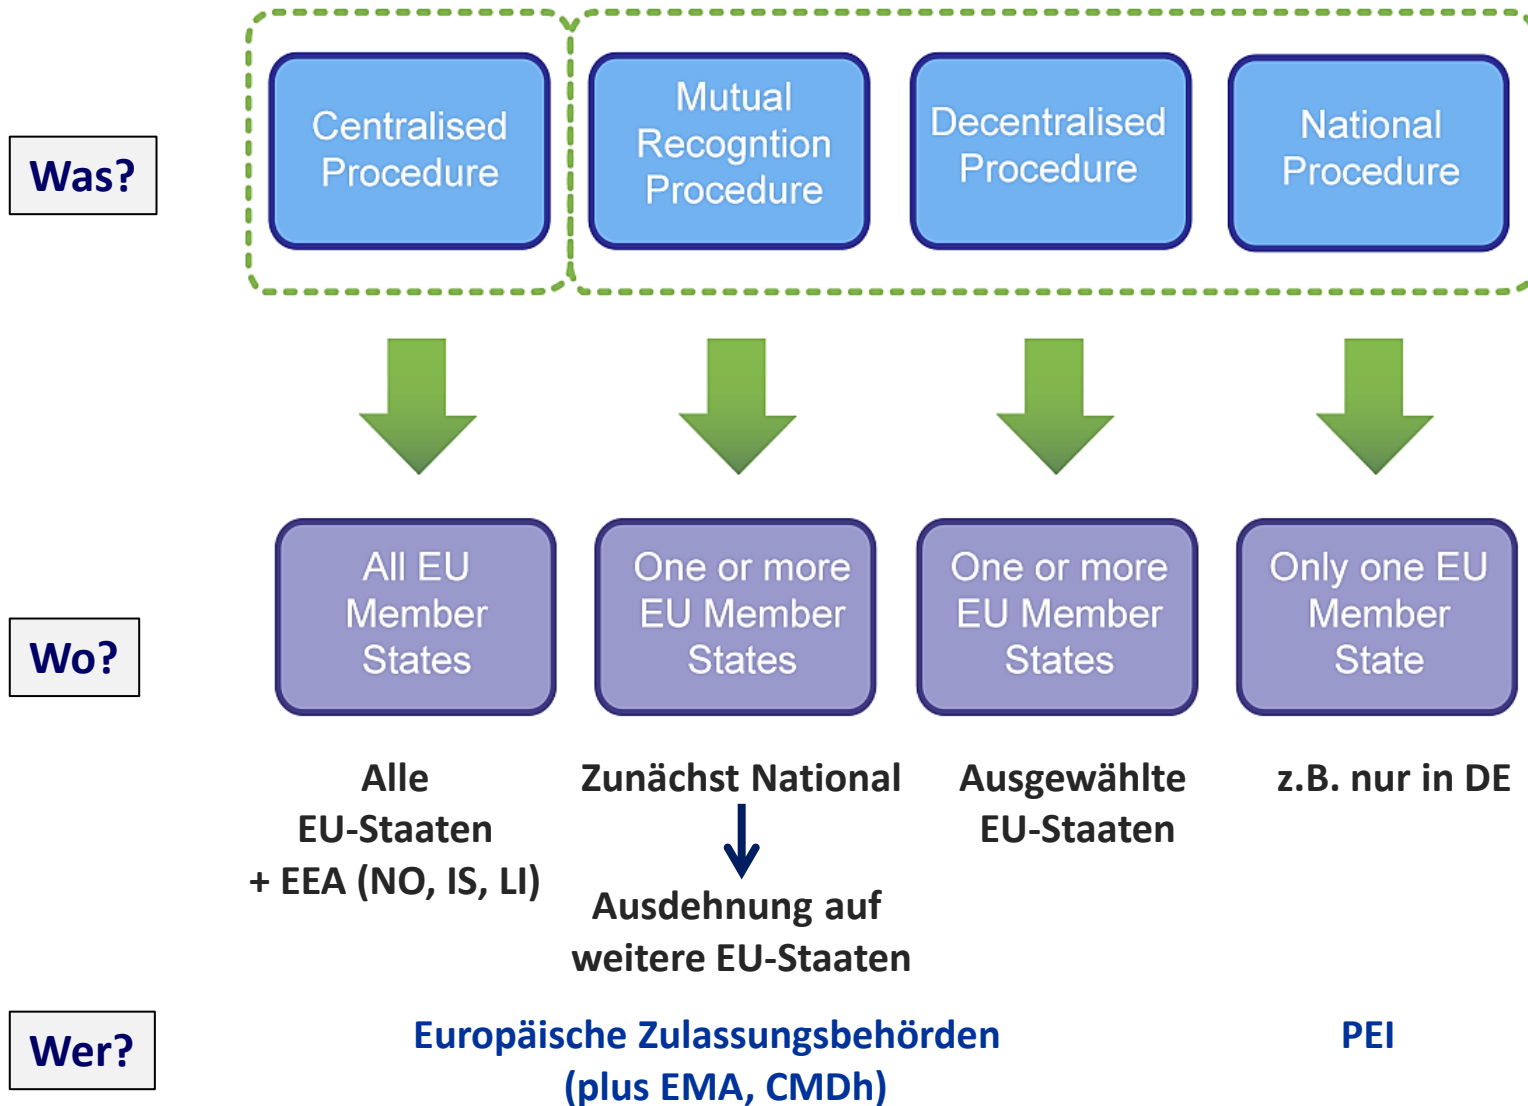 Was?
Centralised
Procedure
Mutual
Recogntion
Procedure
Decentralised
Procedure
National
Procedure
Wo?
All EU
Member
States
One or more
EU Member
States
One or more
EU Member
States
Only one EU
Member
State
Alle
EU-Staaten
+ EEA (NO, IS, LI)
Zunächst National
Ausdehnung auf
weitere EU-Staaten
Ausgewählte
EU-Staaten
z.B. nur in DE
Wer?
Europäische Zulassungsbehörden
(plus EMA, CMDh)
PEI